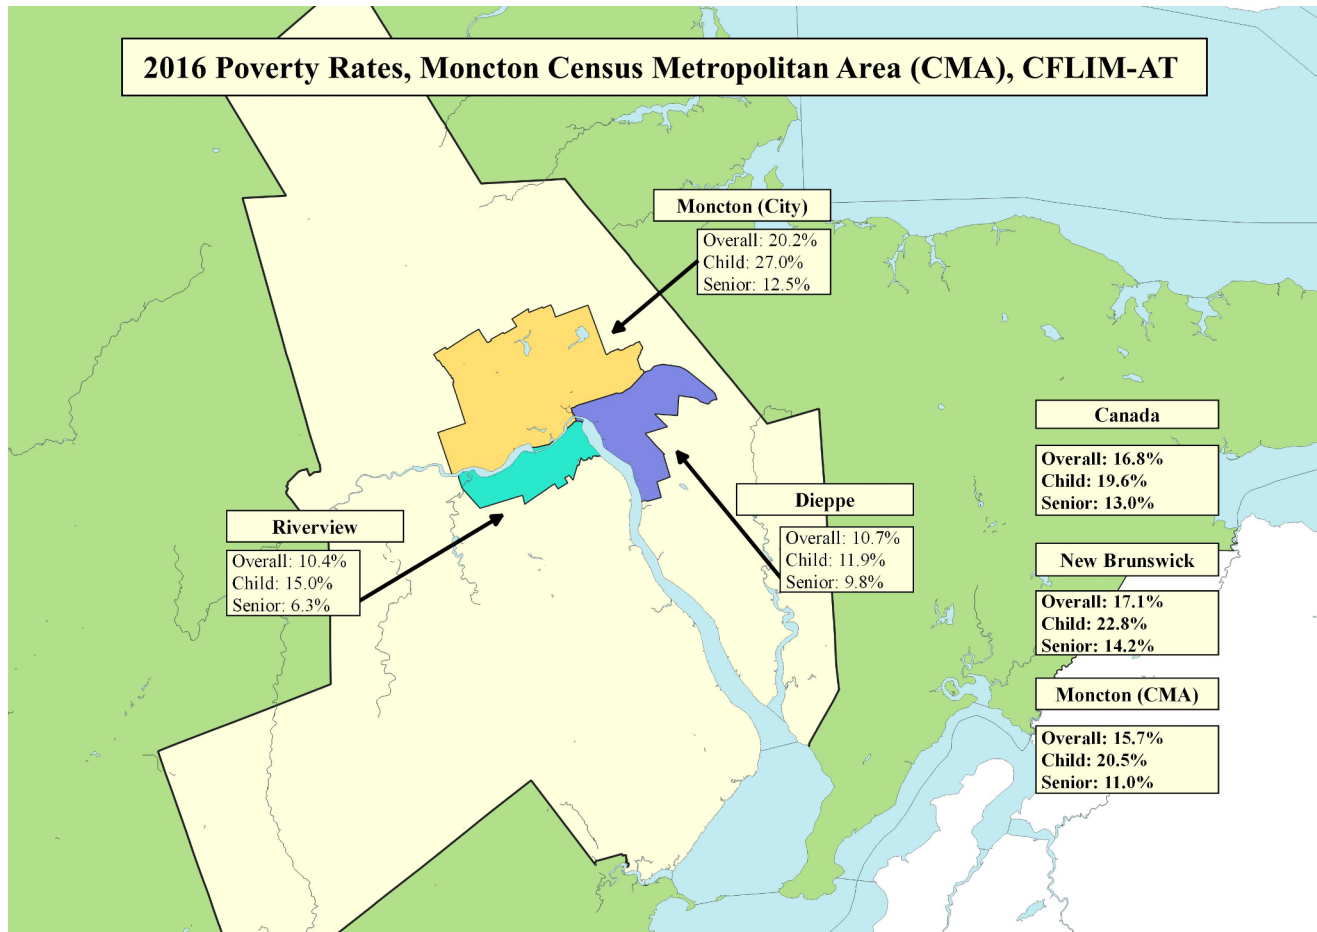 2016 Poverty Rates, Moncton Census Metropolitan Area (CMA), CFLIM-AT
Moncton (City)
Overall: 20.2%
Child: 27.0%
Senior: 12.5%
Canada
Overall: 16.8%
Child: 19.6%
Senior: 13.0%
Dieppe
Overall: 10.7%
Child: 11.9%
Senior: 9.8%
Riverview
Overall: 10.4%
Child: 15.0%
Senior: 6.3%
New Brunswick
Overall: 17.1%
Child: 22.8%
Senior: 14.2%
Moncton (CMA)
Overall: 15.7%
Child: 20.5%
Senior: 11.0%